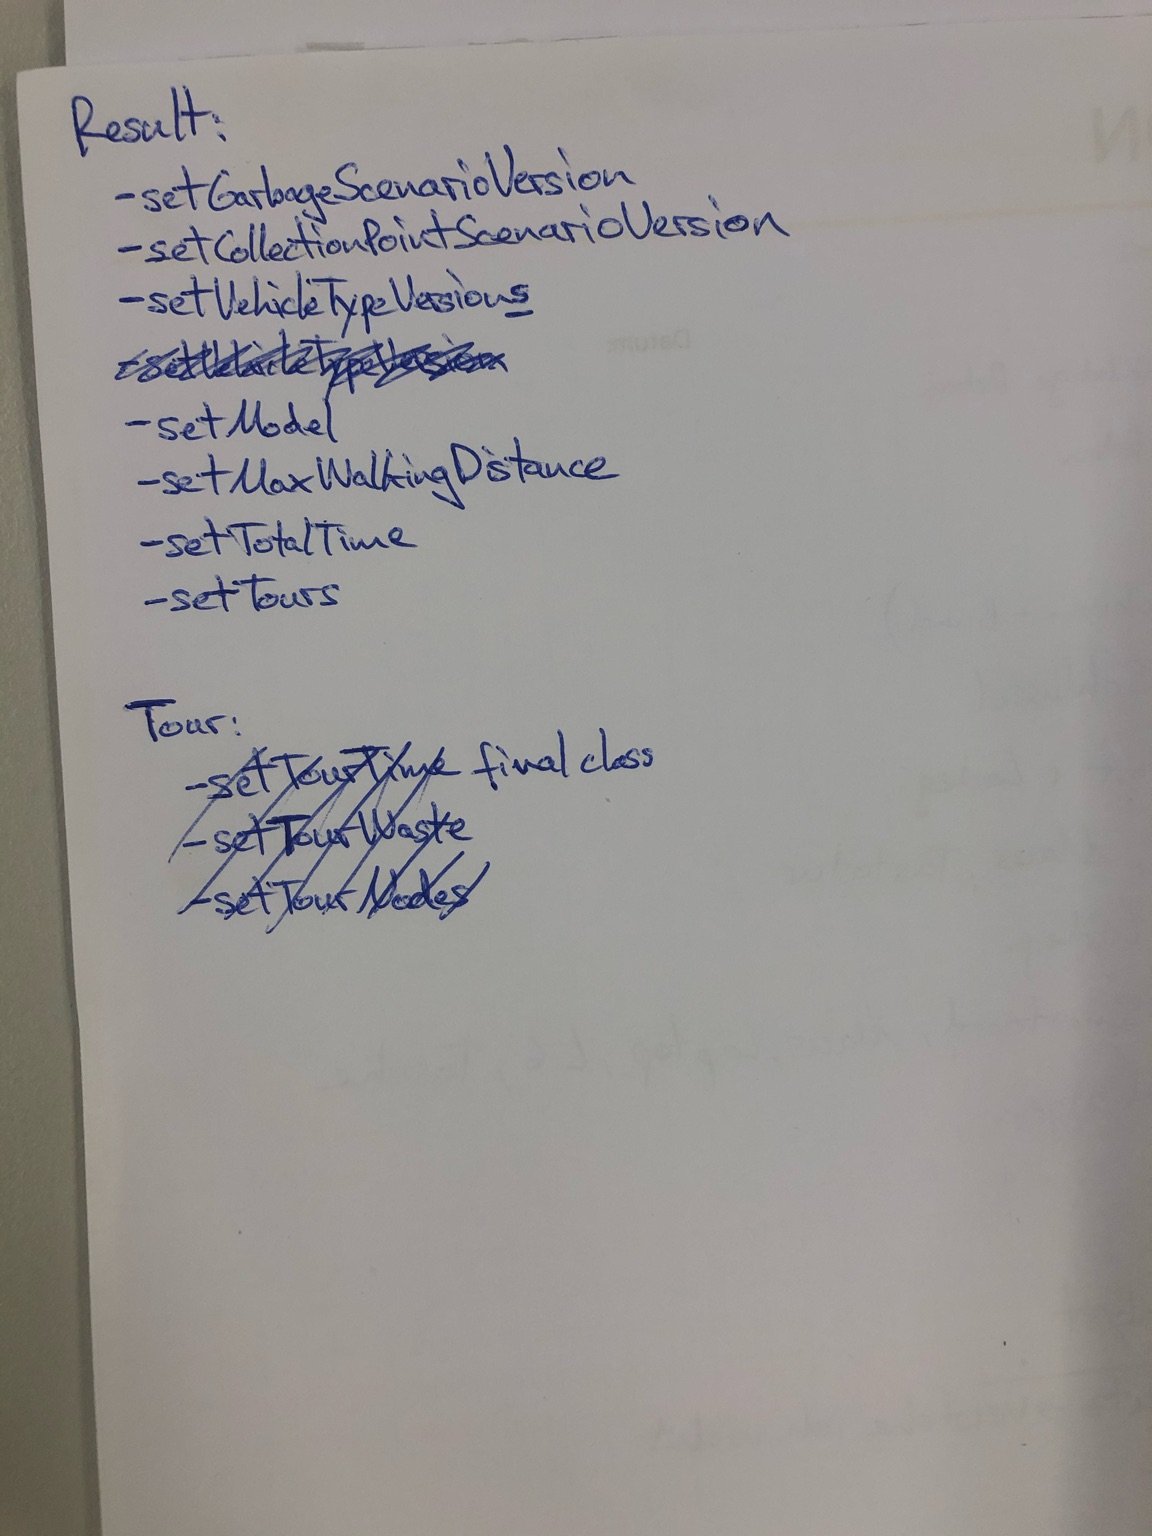 Result:
-setGarbageScenarioVersion
-setCollectionPointScenarioVersion
-setVehicleTypeVersions
-setVehicleTypeVersion
-setModel
-setMaxWalkingDistance
-setTotalTime
-setTours
Tour:
-setTourTime final class
-setTourWaste
-setTourNodes